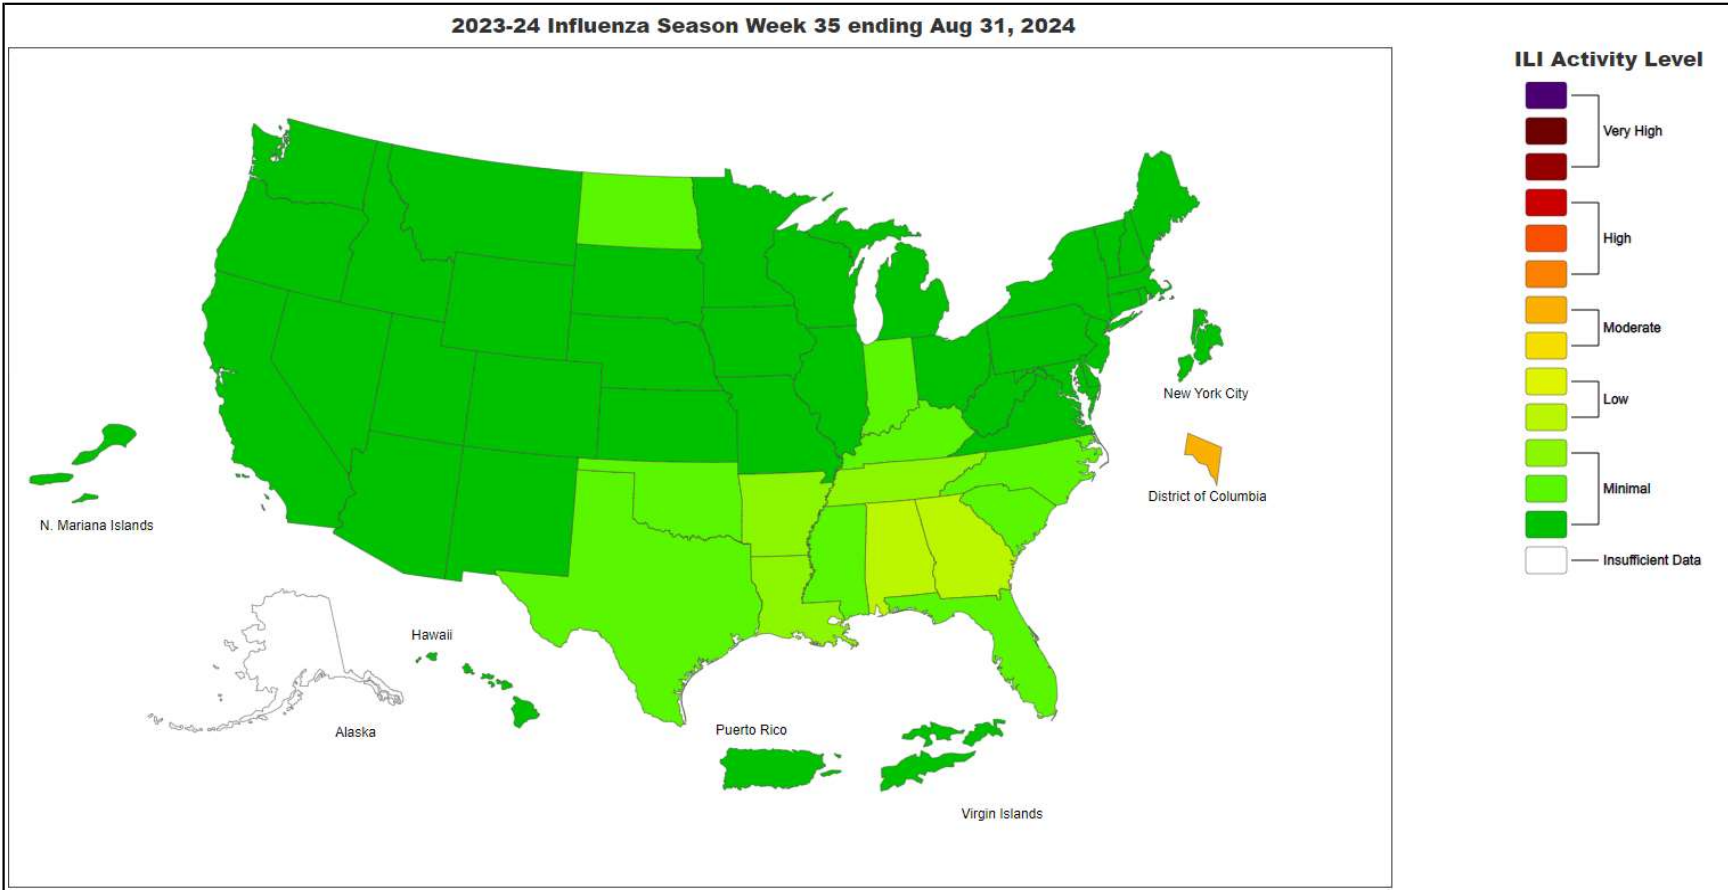 2023-24 Influenza Season Week 35 ending Aug 31, 2024
ILI Activity Level
Very High
High
Moderate
Low
Minimal
Insufficient Data
New York City
District of Columbia
N. Mariana Islands
Hawaii
Alaska
Puerto Rico
Virgin Islands